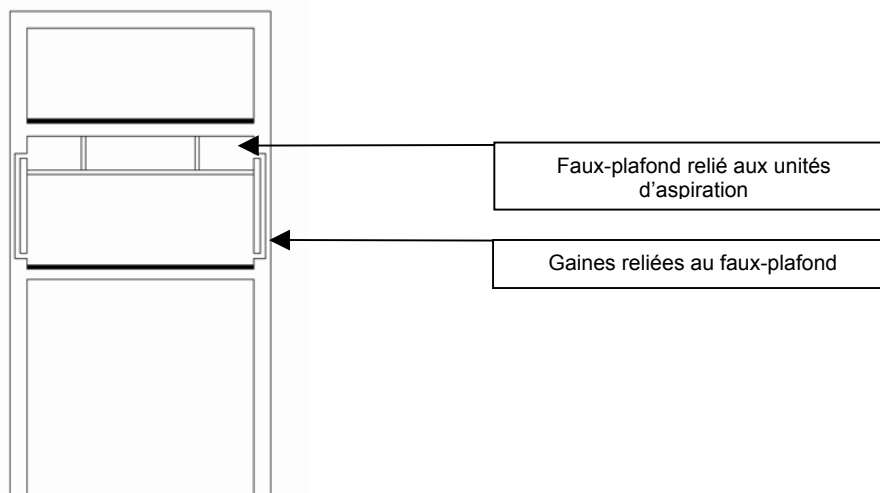 Faux-plafond relié aux unités
d’aspiration
Gaines reliées au faux-plafond